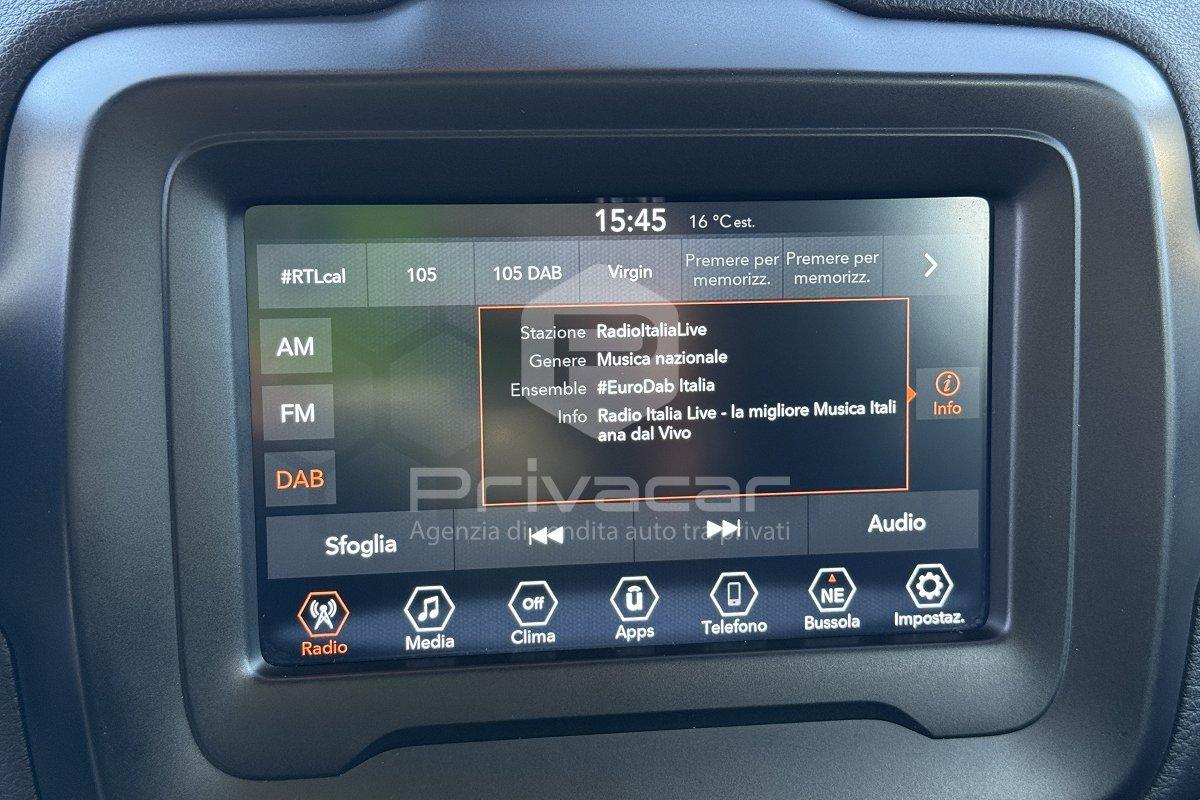 15:45 16 °C est.
#RTLcal 105 105 DAB Virgin Premere per memorizz. Premere per memorizz.
AM
FM
DAB
Stazione RadioItaliaLive
Genere Musica nazionale
Ensemble #EuroDab Italia
Info Radio Italia Live - la migliore Musica Itali
ana dal Vivo
Info
Privacar
Agenzia di vendita auto tra privati
Sfoglia Audio
Radio Media Off Clima Apps Telefono NE Bussola Impostaz.